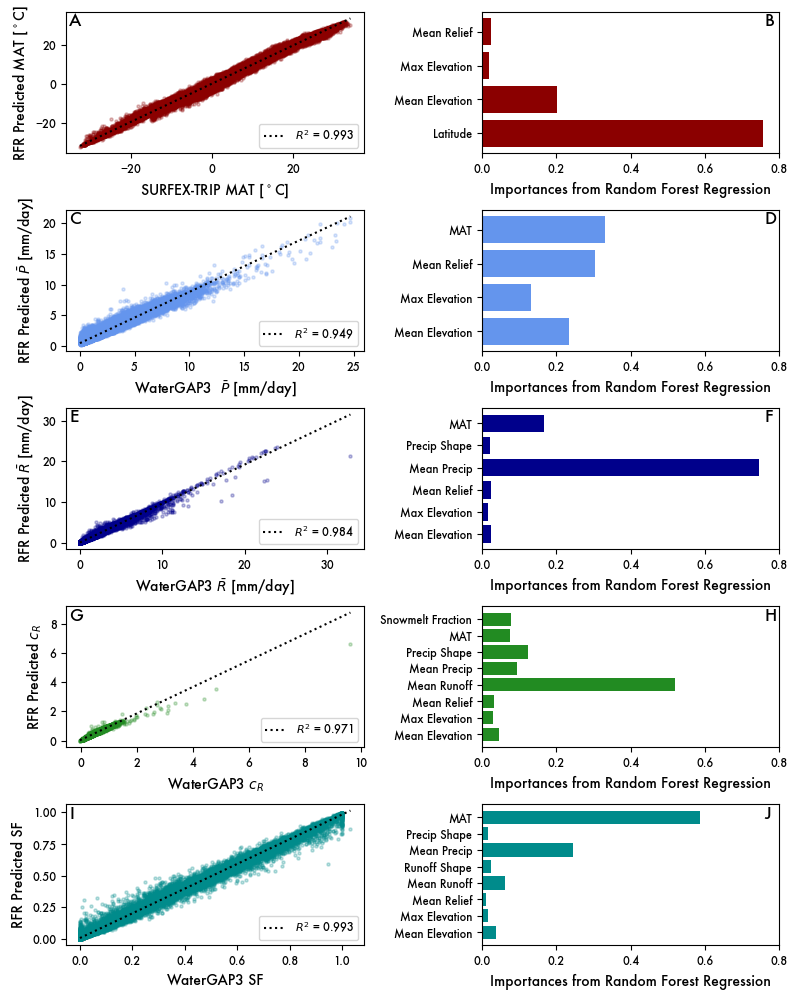 A
RFR Predicted MAT [°C]
20
0
−20
−20
0
20
R² = 0.993
SURFEX-TRIP MAT [°C]
B
Mean Relief
Max Elevation
Mean Elevation
Latitude
0.0 0.2 0.4 0.6 0.8
Importances from Random Forest Regression
C
RFR Predicted P̄ [mm/day]
20
15
10
5
0
0 5 10 15 20 25
R² = 0.949
WaterGAP3 P̄ [mm/day]
D
MAT
Mean Relief
Max Elevation
Mean Elevation
0.0 0.2 0.4 0.6 0.8
Importances from Random Forest Regression
E
RFR Predicted R̄ [mm/day]
30
20
10
0
0 10 20 30
R² = 0.984
WaterGAP3 R̄ [mm/day]
F
MAT
Precip Shape
Mean Precip
Mean Relief
Max Elevation
Mean Elevation
0.0 0.2 0.4 0.6 0.8
Importances from Random Forest Regression
G
RFR Predicted c_R
8
6
4
2
0
0 2 4 6 8 10
R² = 0.971
WaterGAP3 c_R
H
Snowmelt Fraction
MAT
Precip Shape
Mean Precip
Mean Runoff
Mean Relief
Max Elevation
Mean Elevation
0.0 0.2 0.4 0.6 0.8
Importances from Random Forest Regression
I
RFR Predicted SF
1.00
0.75
0.50
0.25
0.00
0.0 0.2 0.4 0.6 0.8 1.0
R² = 0.993
WaterGAP3 SF
J
MAT
Precip Shape
Mean Precip
Runoff Shape
Mean Runoff
Mean Relief
Max Elevation
Mean Elevation
0.0 0.2 0.4 0.6 0.8
Importances from Random Forest Regression